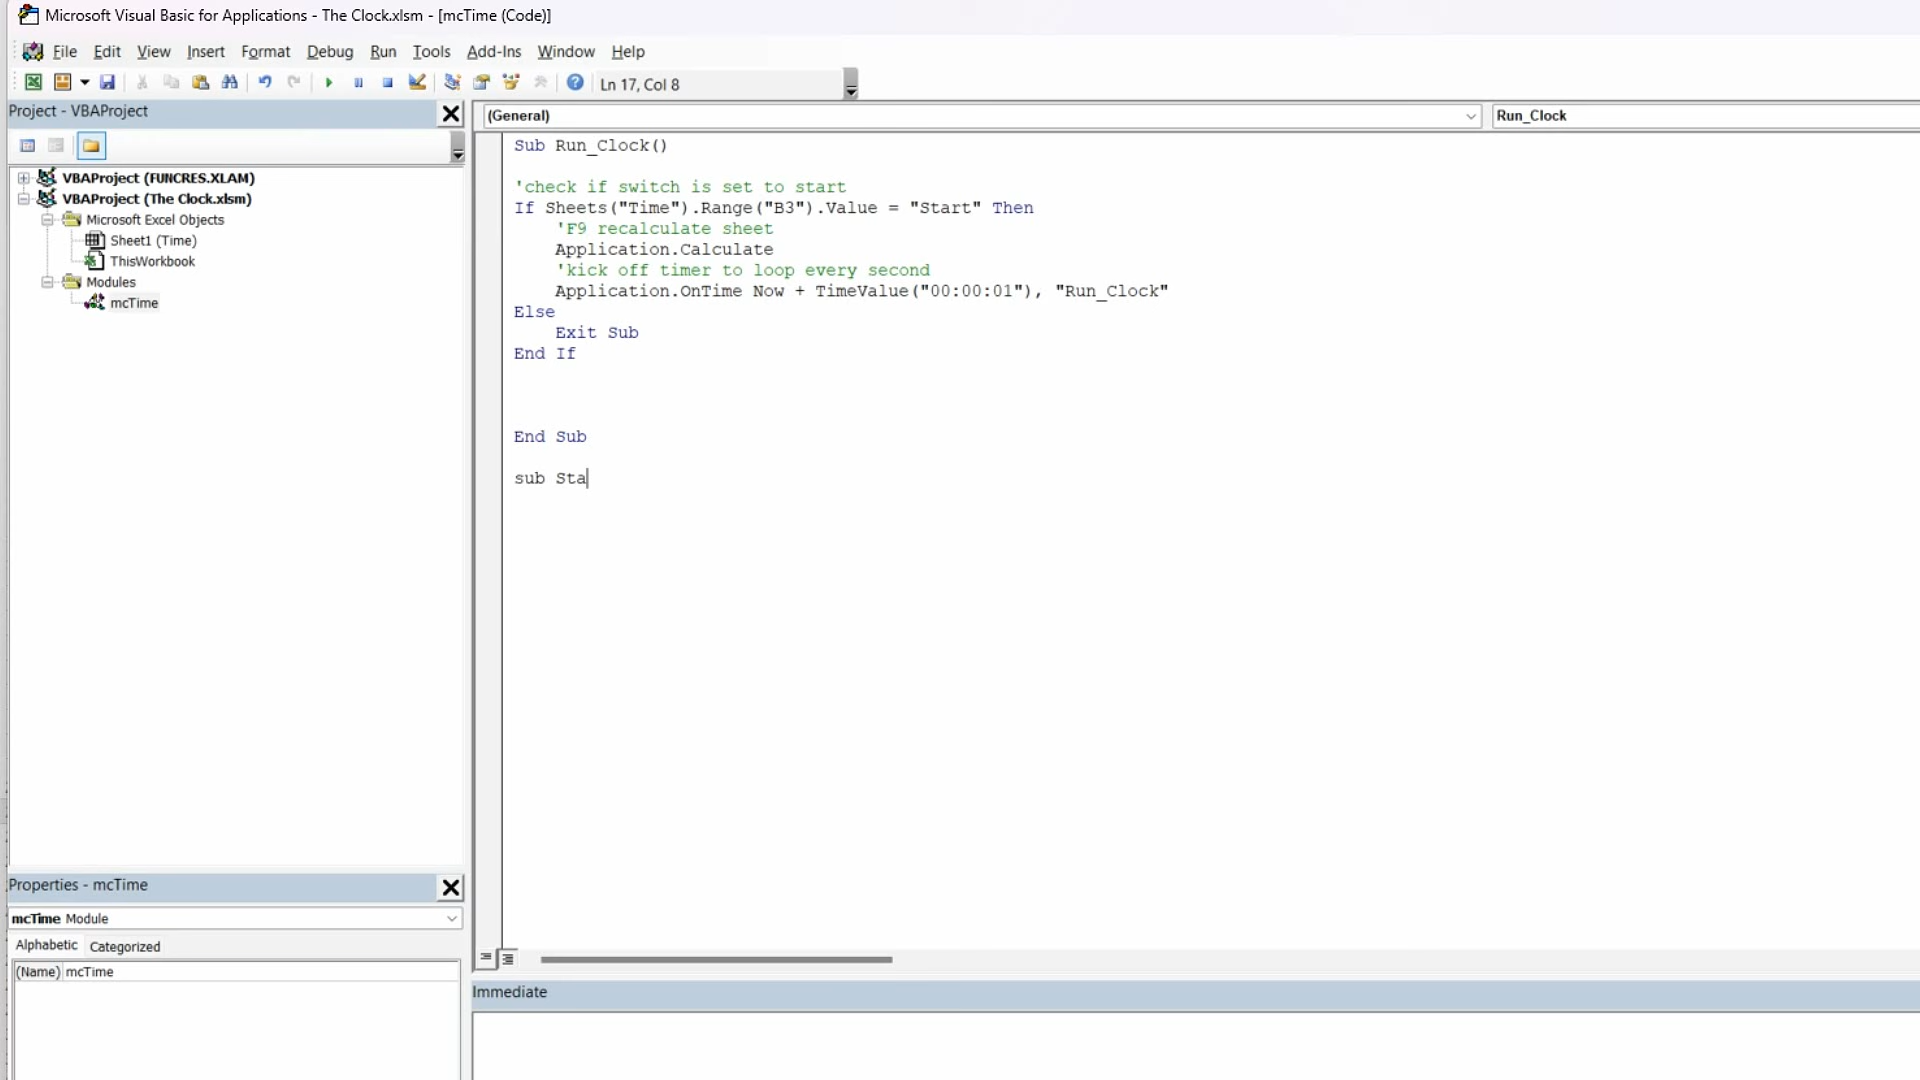 Microsoft Visual Basic for Applications - The Clock.xlsm - [mcTime (Code)]
File Edit View Insert Format Debug Run Tools Add-Ins Window Help
Ln 17, Col 8
Project - VBAProject
(General)
Run_Clock
VBAProject (FUNCRES.XLAM)
VBAProject (The Clock.xlsm)
Microsoft Excel Objects
Sheet1 (Time)
ThisWorkbook
Modules
mcTime
Sub Run_Clock()
'check if switch is set to start
If Sheets("Time").Range("B3").Value = "Start" Then
'F9 recalculate sheet
Application.Calculate
'kick off timer to loop every second
Application.OnTime Now + TimeValue("00:00:01"), "Run_Clock"
Else
Exit Sub
End If
End Sub
sub Sta
Properties - mcTime
mcTime Module
Alphabetic Categorized
(Name) mcTime
Immediate